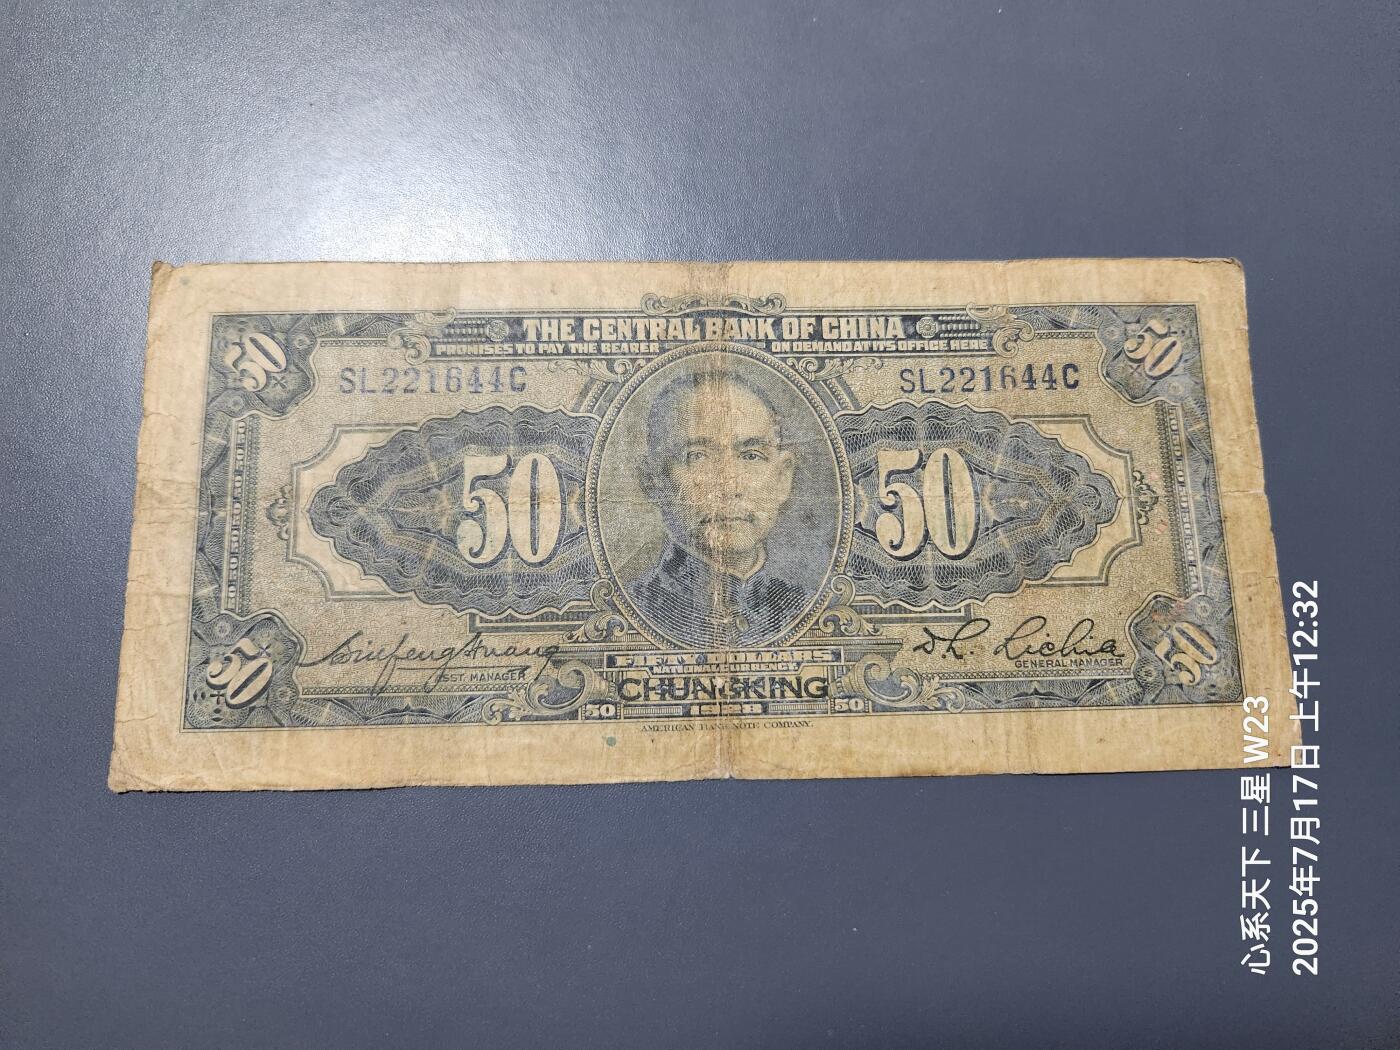 50
THE CENTRAL BANK OF CHINA
50
PROMISES TO PAY THE BEARER ON DEMAND AT ITS OFFICE HERE
SL221644C
SL221644C
50
50
D.L. Lichia
ASST. MANAGER
GENERAL MANAGER
FIFTY DOLLARS
NATIONAL CURRENCY
CHUNGKING
50
50
50
1928
50
AMERICAN BANK NOTE COMPANY.
心系天下 三星 W23
2025年7月17日 上午12:32